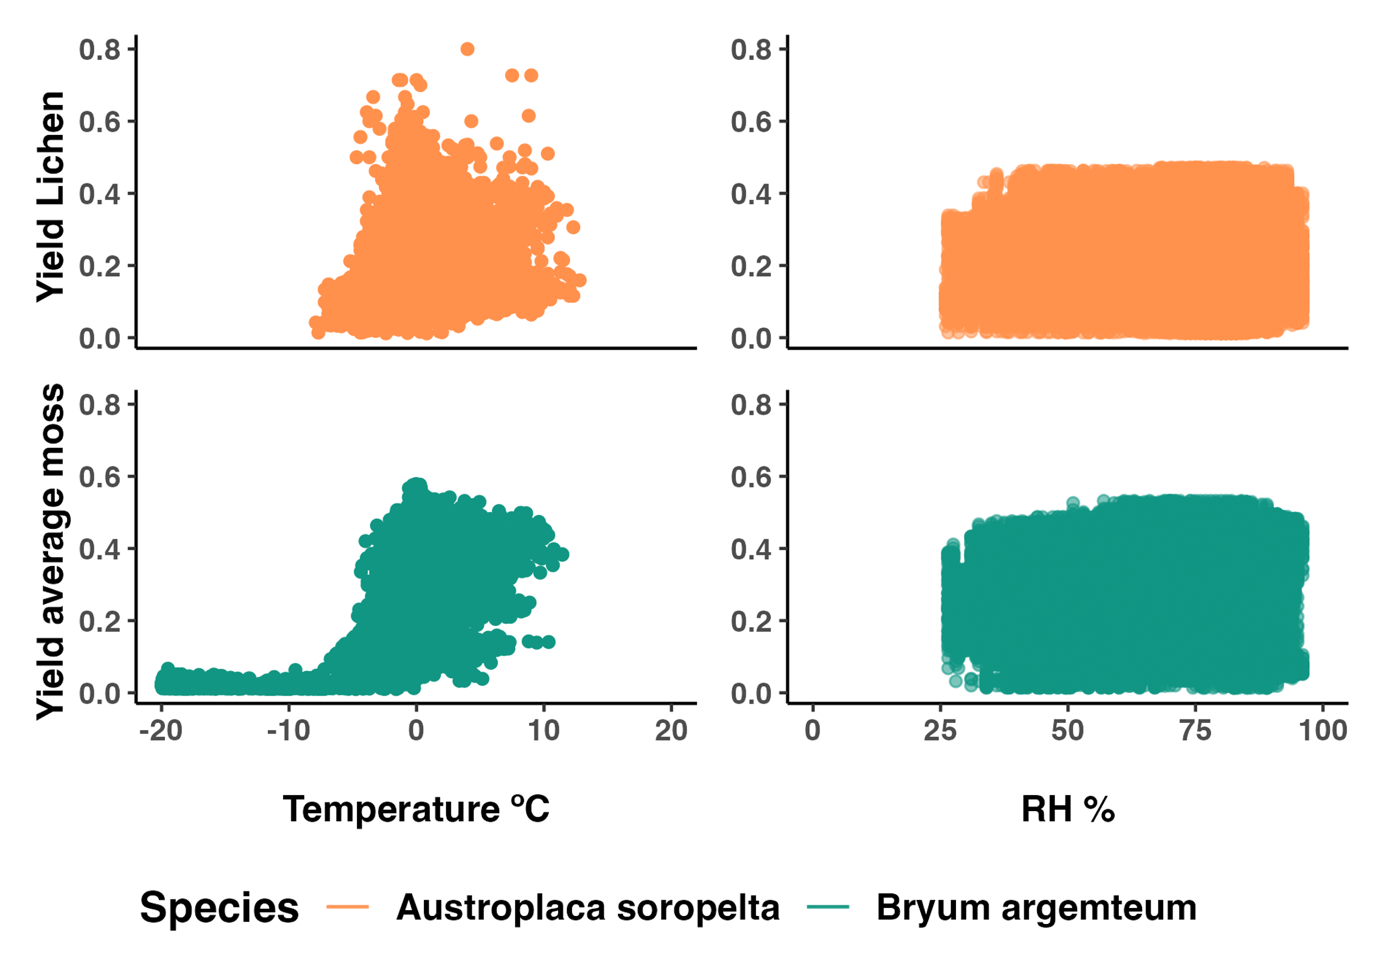 Yield Lichen
0.8
0.6
0.4
0.2
0.0
0.8
0.6
0.4
0.2
0.0
Yield average moss
0.8
0.6
0.4
0.2
0.0
0.8
0.6
0.4
0.2
0.0
-20 -10 0 10 20
0 25 50 75 100
Temperature ºC
RH %
Species Austroplaca soropelta Bryum argemteum